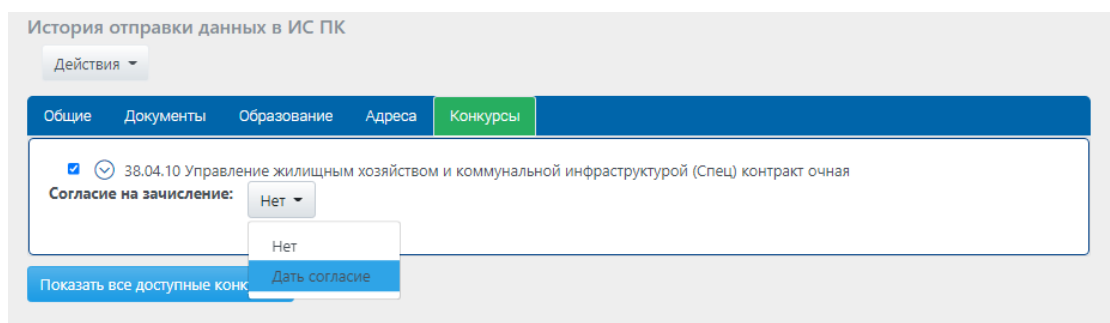 История отправки данных в ИС ПК
Действия
Общие Документы Образование Адреса Конкурсы
38.04.10 Управление жилищным хозяйством и коммунальной инфраструктурой (Спец) контракт очная
Согласие на зачисление: Нет
Нет
Дать согласие
Показать все доступные